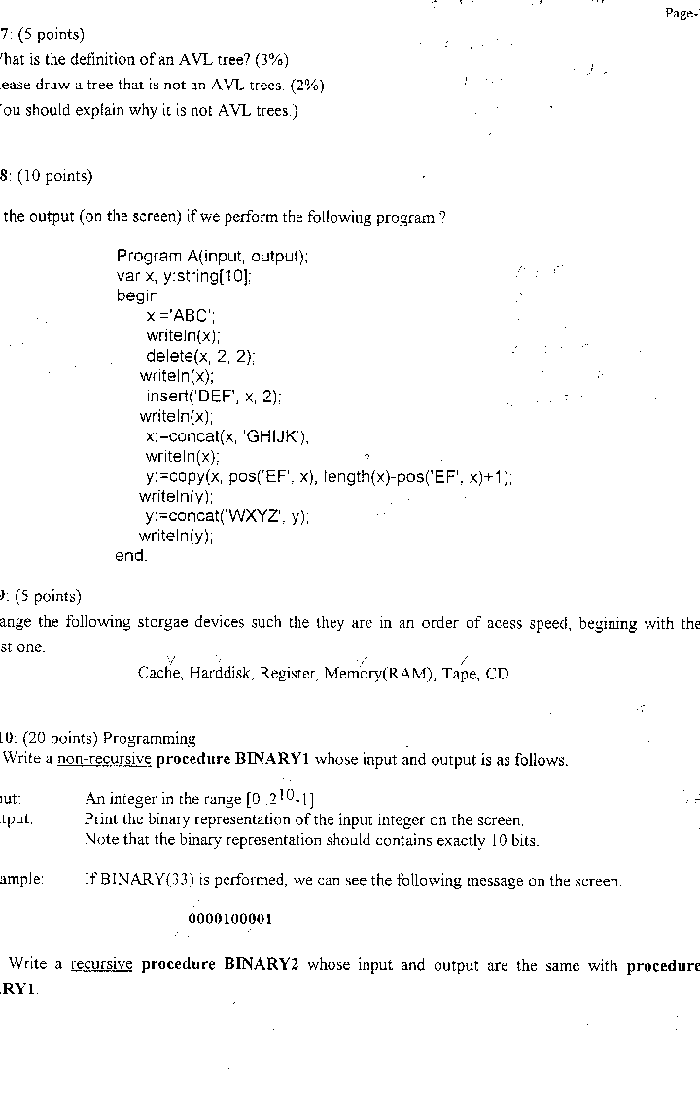 Page-
7: (5 points)
hat is the definition of an AVL tree? (3%)
ease draw a tree that is not an AVL trees. (2%)
ou should explain why it is not AVL trees.)
8: (10 points)
the output (on the screen) if we perform the following program ?
Program A(input, output);
var x, y:string[10];
begin
x:='ABC';
writeln(x);
delete(x, 2, 2);
writeln(x);
insert('DEF', x, 2);
writeln(x);
x:=concat(x, 'GHIJK');
writeln(x);
y:=copy(x, pos('EF', x), length(x)-pos('EF', x)+1);
writeln(y);
y:=concat('WXYZ', y);
writeln(y);
end.
9: (5 points)
ange the following storgae devices such the they are in an order of acess speed, begining with the
st one.
Cache, Harddisk, Register, Memory(RAM), Tape, CD
10: (20 points) Programming
Write a non-recursive procedure BINARY1 whose input and output is as follows.
ut: An integer in the range [0..2^10-1]
tput: Print the binary representation of the input integer on the screen.
Note that the binary representation should contains exactly 10 bits.
ample: If BINARY(33) is performed, we can see the following message on the screen.
0000100001
Write a recursive procedure BINARY2 whose input and output are the same with procedure
RY1.